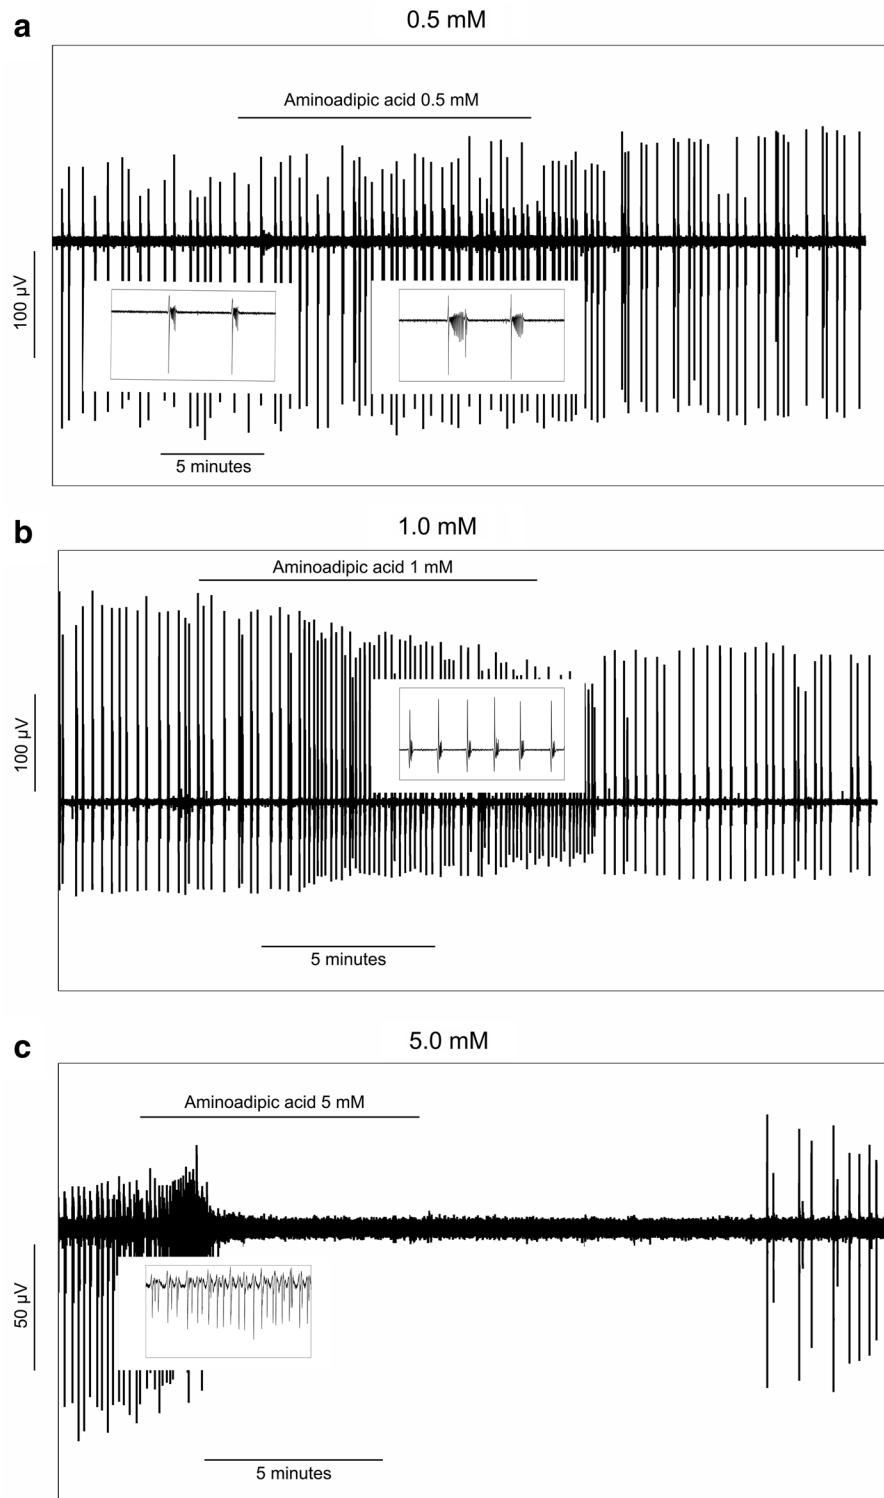 a
0.5 mM
Aminoadipic acid 0.5 mM
100 µV
5 minutes
b
1.0 mM
Aminoadipic acid 1 mM
100 µV
5 minutes
c
5.0 mM
Aminoadipic acid 5 mM
50 µV
5 minutes